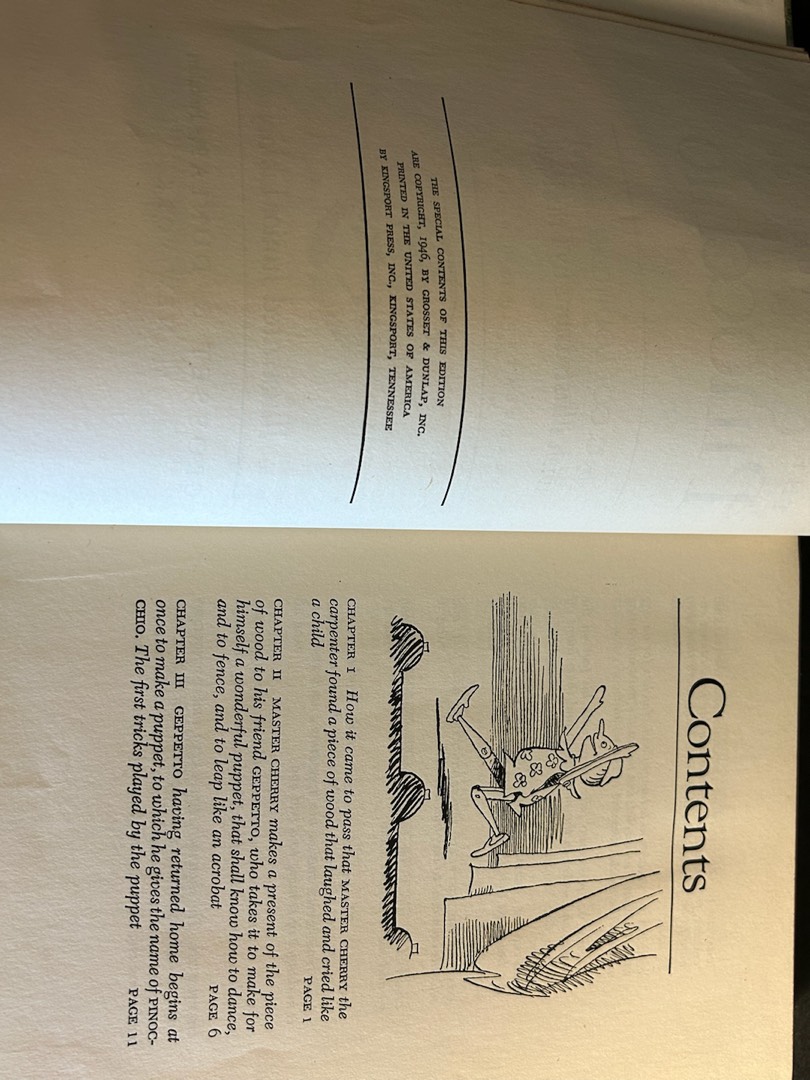 THE SPECIAL CONTENTS OF THIS EDITION
ARE COPYRIGHT, 1946, BY GROSSET & DUNLAP, INC.
PRINTED IN THE UNITED STATES OF AMERICA
BY KINGSPORT PRESS, INC., KINGSPORT, TENNESSEE
Contents
CHAPTER I How it came to pass that MASTER CHERRY the
carpenter found a piece of wood that laughed and cried like
a child PAGE 1
CHAPTER II MASTER CHERRY makes a present of the piece
of wood to his friend GEPPETTO, who takes it to make for
himself a wonderful puppet, that shall know how to dance,
and to fence, and to leap like an acrobat PAGE 6
CHAPTER III GEPPETTO having returned home begins at
once to make a puppet, to which he gives the name of PINOC-
CHIO. The first tricks played by the puppet PAGE 11